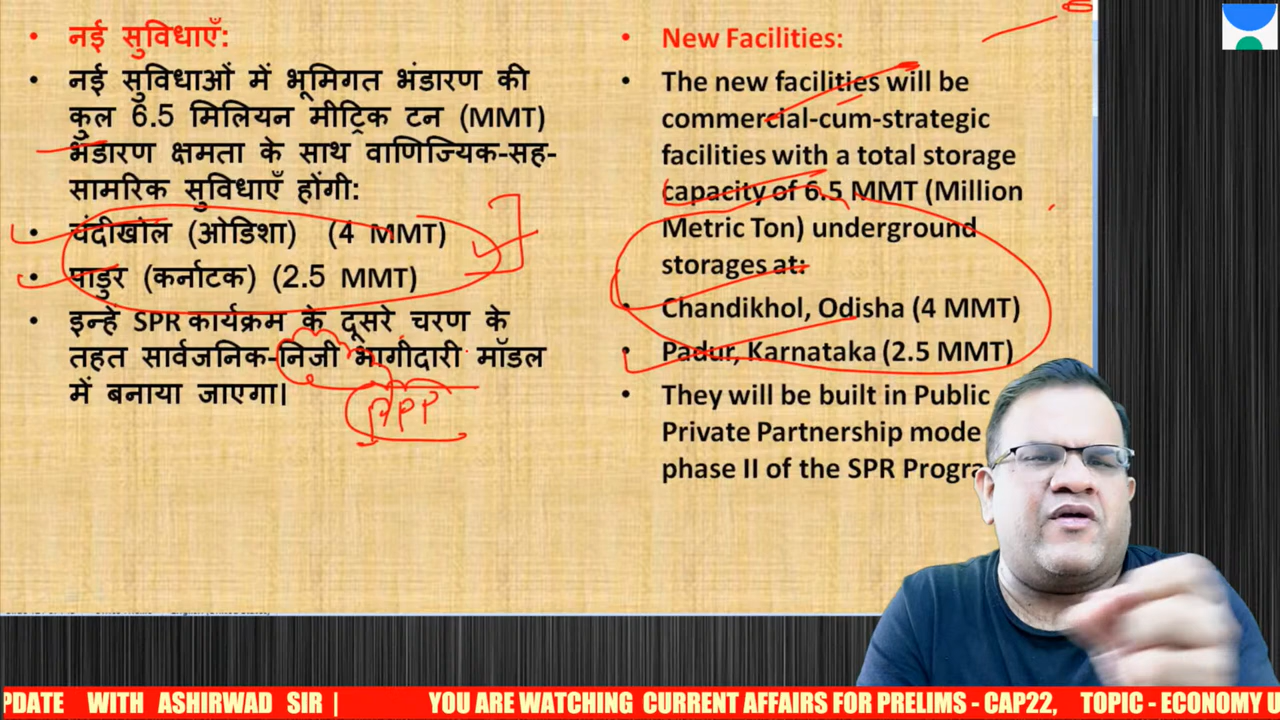 नई सुविधाएँ:
नई सुविधाओं में भूमिगत भंडारण की
कुल 6.5 मिलियन मीट्रिक टन (MMT)
भंडारण क्षमता के साथ वाणिज्यिक-सह-
सामरिक सुविधाएँ होंगी:
चंदीखोल (ओडिशा) (4 MMT)
पाडुर (कर्नाटक) (2.5 MMT)
इन्हें SPR कार्यक्रम के दूसरे चरण के
तहत सार्वजनिक-निजी भागीदारी मॉडल
में बनाया जाएगा।
PPP
New Facilities:
The new facilities will be
commercial-cum-strategic
facilities with a total storage
capacity of 6.5 MMT (Million
Metric Ton) underground
storages at:
Chandikhol, Odisha (4 MMT)
Padur, Karnataka (2.5 MMT)
They will be built in Public
Private Partnership mode
phase II of the SPR Progra
PDATE WITH ASHIRWAD SIR | YOU ARE WATCHING CURRENT AFFAIRS FOR PRELIMS - CAP22, TOPIC - ECONOMY U